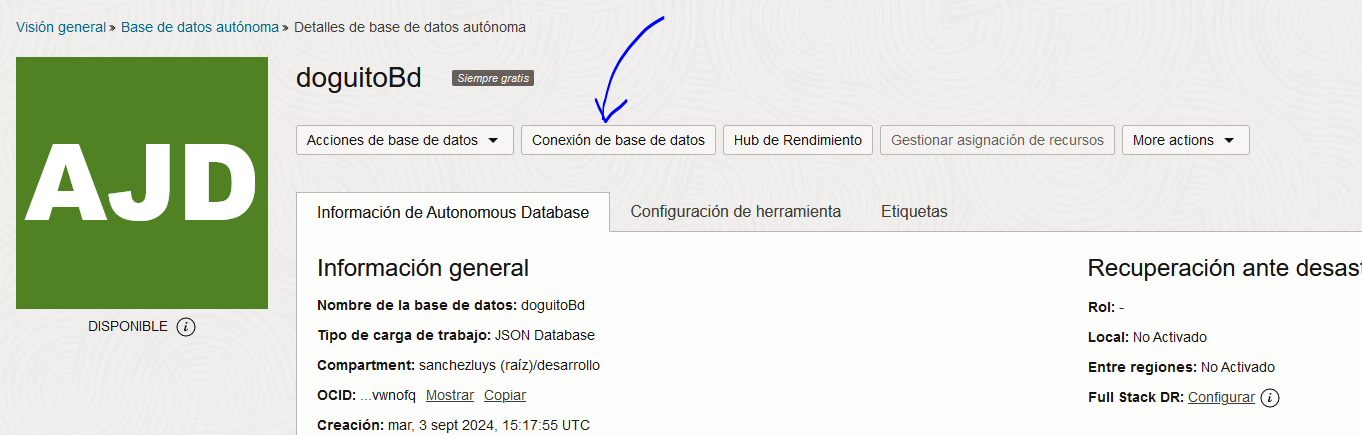 Visión general » Base de datos autónoma » Detalles de base de datos autónoma
AJD
DISPONIBLE i
doguitoBd Siempre gratis
Acciones de base de datos Conexión de base de datos Hub de Rendimiento Gestionar asignación de recursos More actions
Información de Autonomous Database Configuración de herramienta Etiquetas
Información general
Nombre de la base de datos: doguitoBd
Tipo de carga de trabajo: JSON Database
Compartment: sanchezluys (raíz)/desarrollo
OCID: ...vwnofq Mostrar Copiar
Creación: mar, 3 sept 2024, 15:17:55 UTC
Recuperación ante desast
Rol: -
Local: No Activado
Entre regiones: No Activado
Full Stack DR: Configurar i